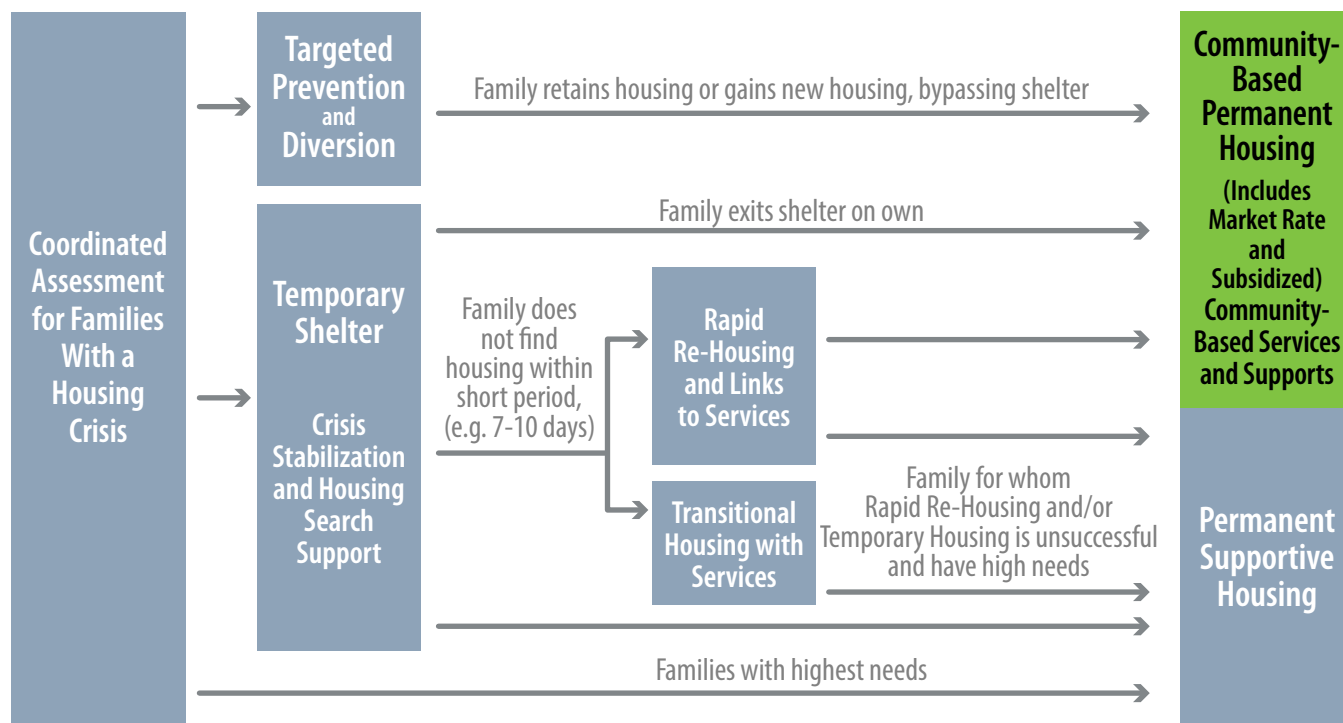 Coordinated
Assessment
for Families
With a
Housing
Crisis
Targeted
Prevention
and
Diversion
Family retains housing or gains new housing, bypassing shelter
Temporary
Shelter
Crisis
Stabilization
and Housing
Search
Support
Family exits shelter on own
Family does
not find
housing within
short period,
(e.g. 7-10 days)
Rapid
Re-Housing
and Links
to Services
Transitional
Housing with
Services
Family for whom
Rapid Re-Housing and/or
Temporary Housing is unsuccessful
and have high needs
Families with highest needs
Community-
Based
Permanent
Housing
(Includes
Market Rate
and
Subsidized)
Community-
Based Services
and Supports
Permanent
Supportive
Housing